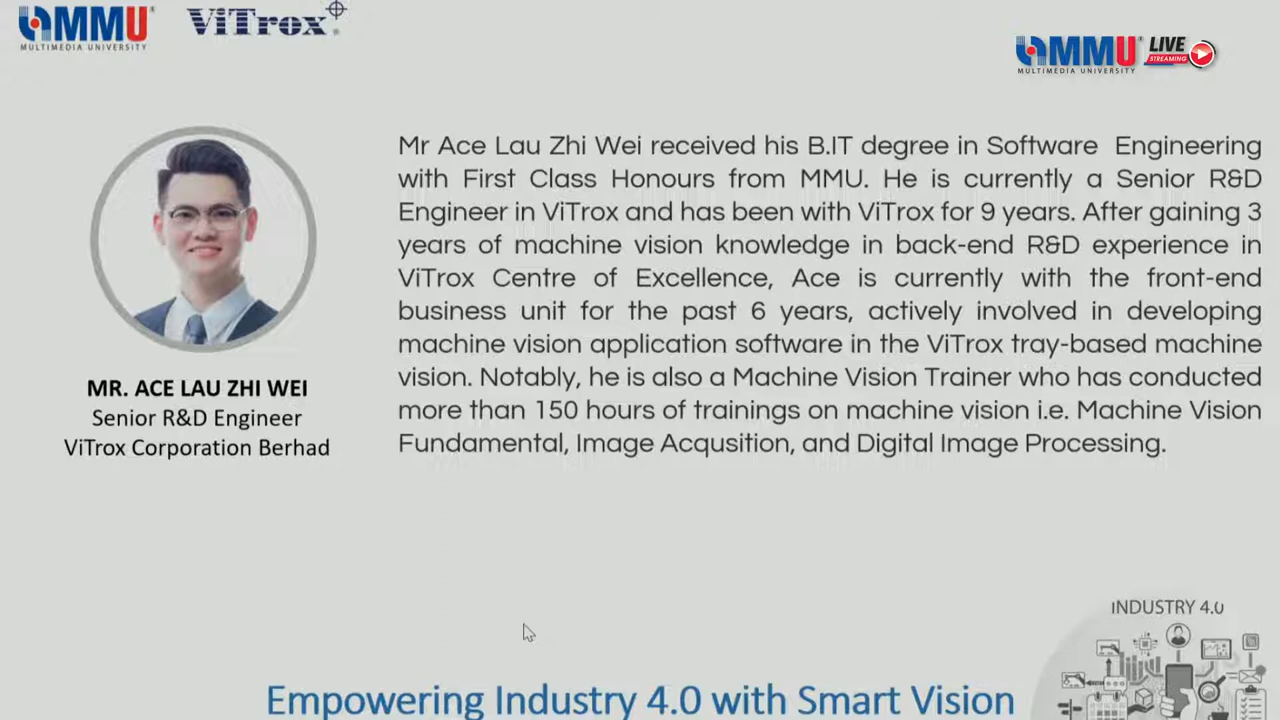 MMU
MULTIMEDIA UNIVERSITY
ViTrox
MMU
MULTIMEDIA UNIVERSITY
LIVE
STREAMING
Mr Ace Lau Zhi Wei received his B.IT degree in Software Engineering
with First Class Honours from MMU. He is currently a Senior R&D
Engineer in ViTrox and has been with ViTrox for 9 years. After gaining 3
years of machine vision knowledge in back-end R&D experience in
ViTrox Centre of Excellence, Ace is currently with the front-end
business unit for the past 6 years, actively involved in developing
machine vision application software in the ViTrox tray-based machine
vision. Notably, he is also a Machine Vision Trainer who has conducted
more than 150 hours of trainings on machine vision i.e. Machine Vision
Fundamental, Image Acqusition, and Digital Image Processing.
MR. ACE LAU ZHI WEI
Senior R&D Engineer
ViTrox Corporation Berhad
INDUSTRY 4.0
Empowering Industry 4.0 with Smart Vision